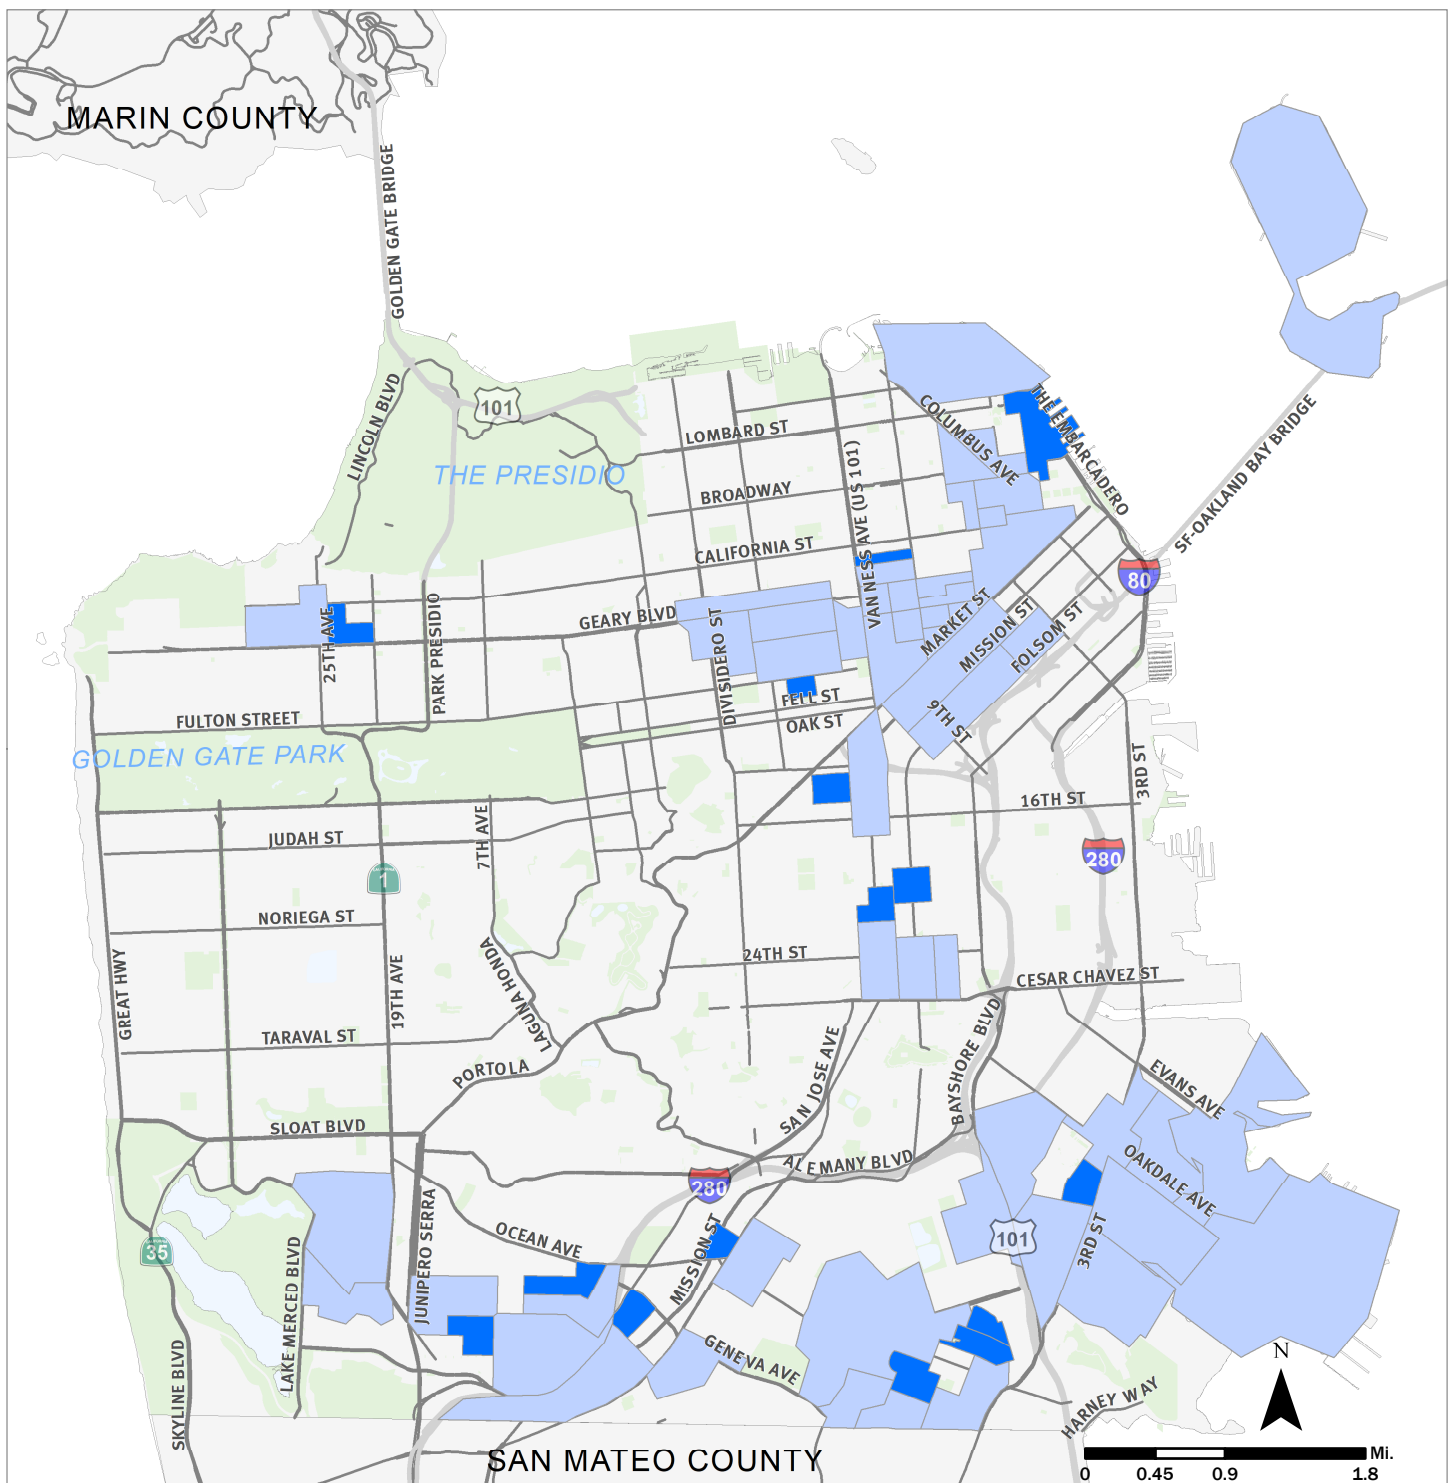 MARIN COUNTY
GOLDEN GATE BRIDGE
LINCOLN BLVD
101
THE PRESIDIO
LOMBARD ST
COLUMBUS AVE
THE EMBARCADERO
BROADWAY
VAN NESS AVE (US 101)
SF-OAKLAND BAY BRIDGE
CALIFORNIA ST
80
25TH AVE
PARK PRESIDIO
GEARY BLVD
DIVISIDERO ST
MARKET ST
MISSION ST
FOLSOM ST
FELL ST
OAK ST
9TH ST
FULTON STREET
GOLDEN GATE PARK
3RD ST
16TH ST
JUDAH ST
7TH AVE
280
CALIFORNIA
1
NORIEGA ST
24TH ST
CESAR CHAVEZ ST
GREAT HWY
19TH AVE
LAGUNA HONDA
TARAVAL ST
PORTOLA
SAN JOSE AVE
BAYSHORE BLVD
EVANS AVE
SLOAT BLVD
ALEMANY BLVD
OAKDALE AVE
280
JUNIPERO SERRA
OCEAN AVE
MISSION ST
101
3RD ST
CALIFORNIA
35
LAKE MERCED BLVD
SKYLINE BLVD
GENEVA AVE
HARNEY WAY
N
SAN MATEO COUNTY
Mi.
0 0.45 0.9 1.8